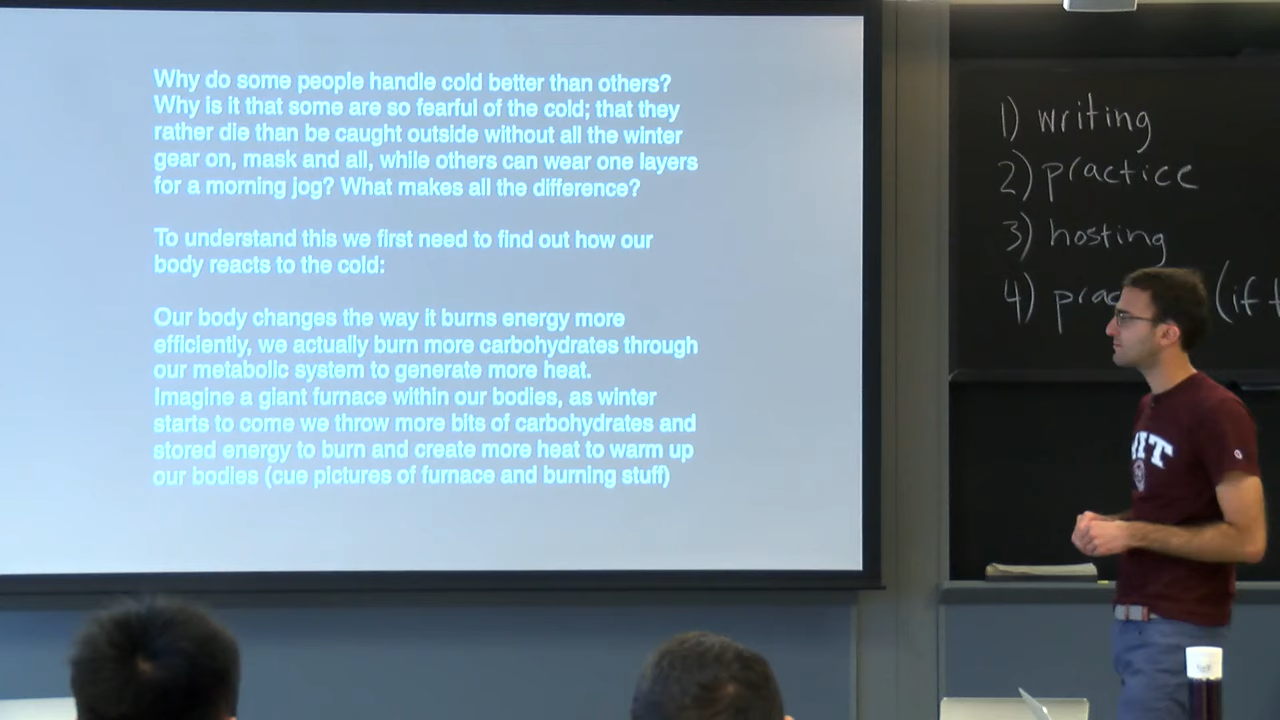 Why do some people handle cold better than others?
Why is it that some are so fearful of the cold; that they
rather die than be caught outside without all the winter
gear on, mask and all, while others can wear one layers
for a morning jog? What makes all the difference?
To understand this we first need to find out how our
body reacts to the cold:
Our body changes the way it burns energy more
efficiently, we actually burn more carbohydrates through
our metabolic system to generate more heat.
Imagine a giant furnace within our bodies, as winter
starts to come we throw more bits of carbohydrates and
stored energy to burn and create more heat to warm up
our bodies (cue pictures of furnace and burning stuff)
1) writing
2) practice
3) hosting
4) (if